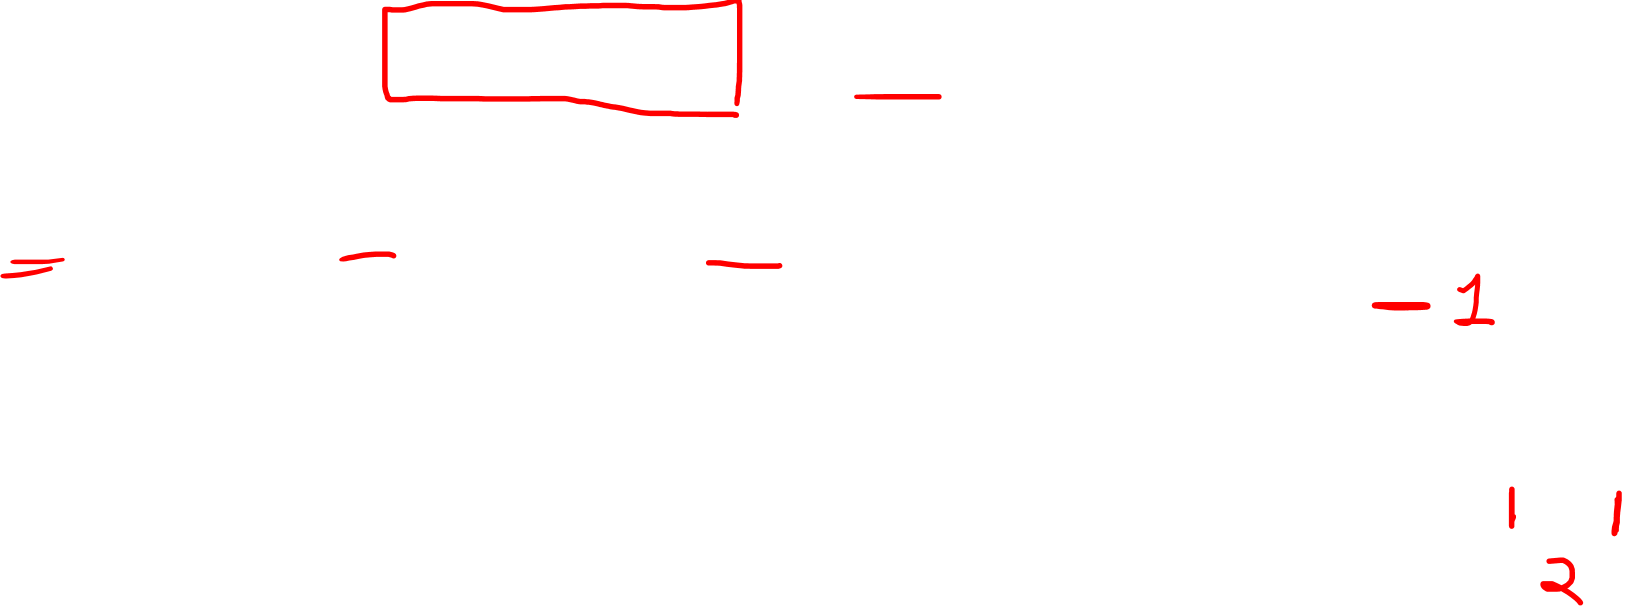 —
= — — — 1
| |
2